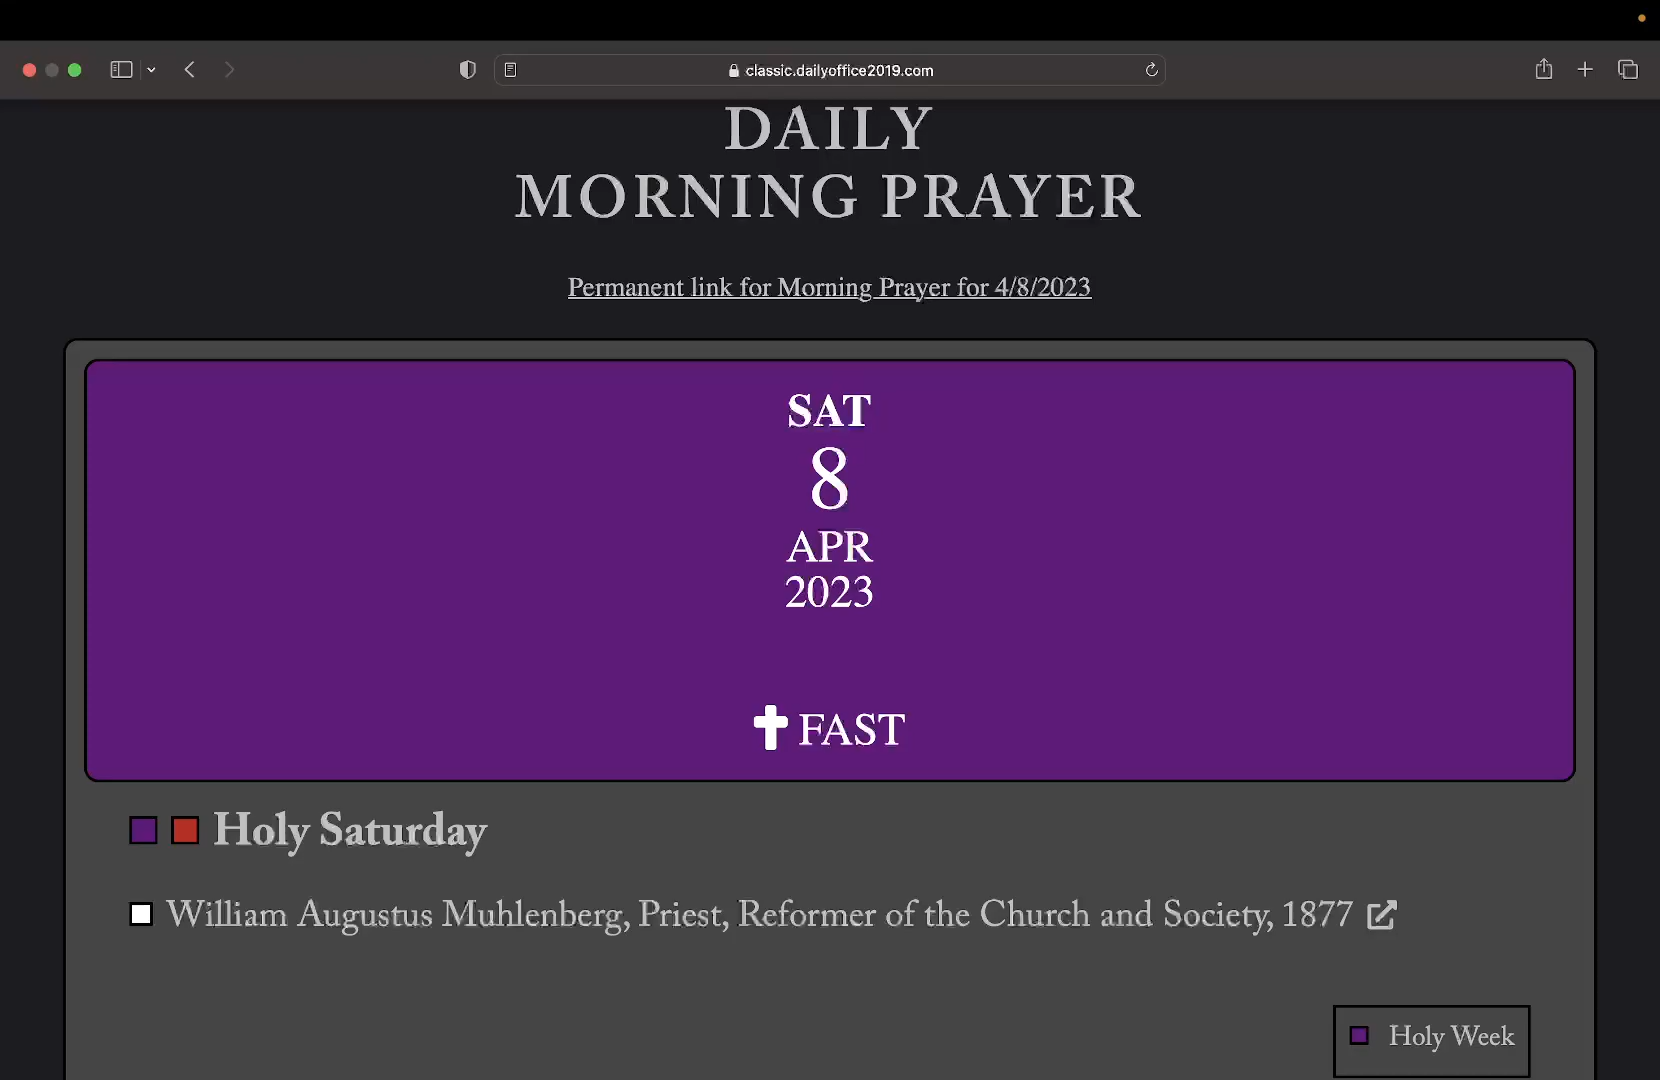 classic.dailyoffice2019.com
DAILY
MORNING PRAYER
Permanent link for Morning Prayer for 4/8/2023
SAT
8
APR
2023
FAST
Holy Saturday
William Augustus Muhlenberg, Priest, Reformer of the Church and Society, 1877
Holy Week